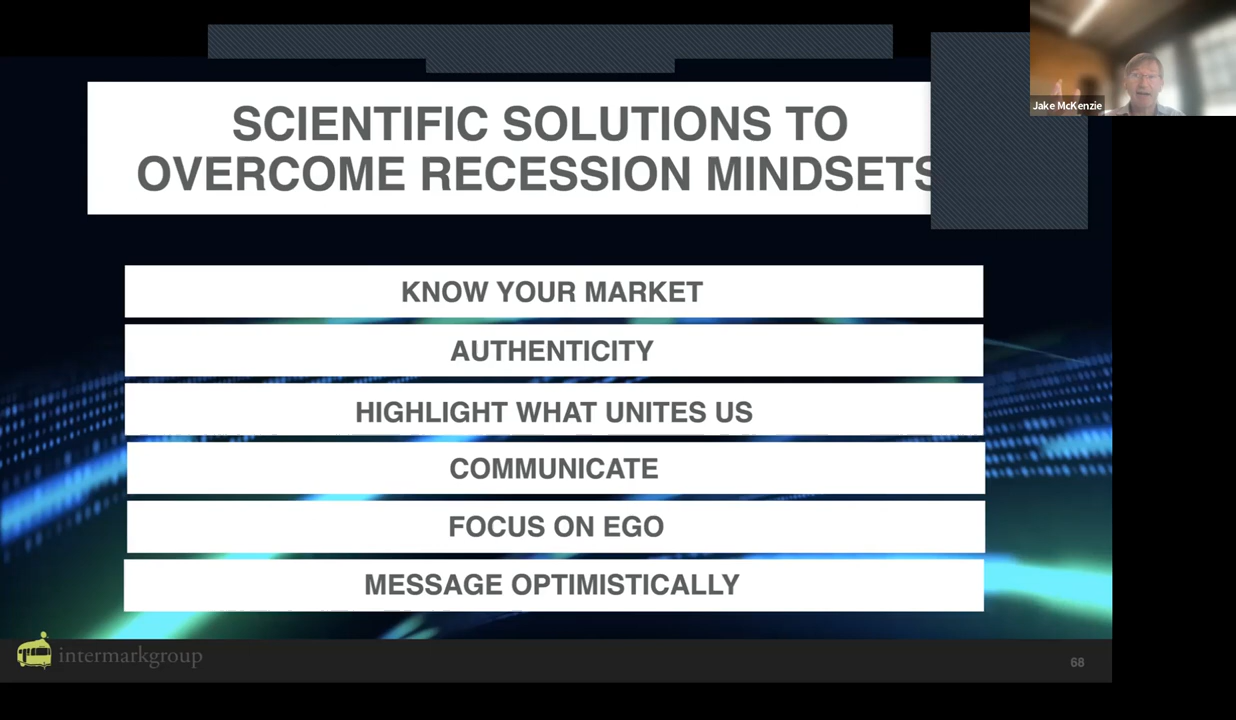 Jake McKenzie
SCIENTIFIC SOLUTIONS TO
OVERCOME RECESSION MINDSETS
KNOW YOUR MARKET
AUTHENTICITY
HIGHLIGHT WHAT UNITES US
COMMUNICATE
FOCUS ON EGO
MESSAGE OPTIMISTICALLY
intermarkgroup
68